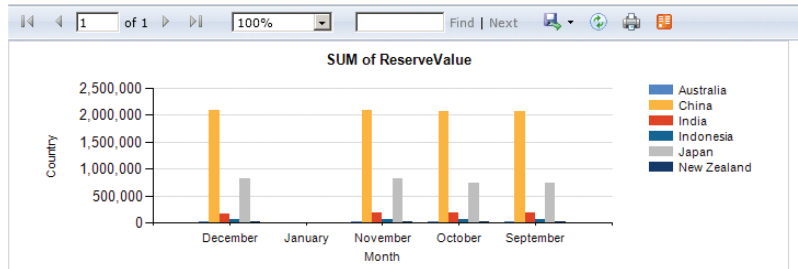 1 of 1 100% Find | Next
SUM of ReserveValue
2,500,000
2,000,000
1,500,000
1,000,000
500,000
0
Country
December January November October September
Month
Australia
China
India
Indonesia
Japan
New Zealand